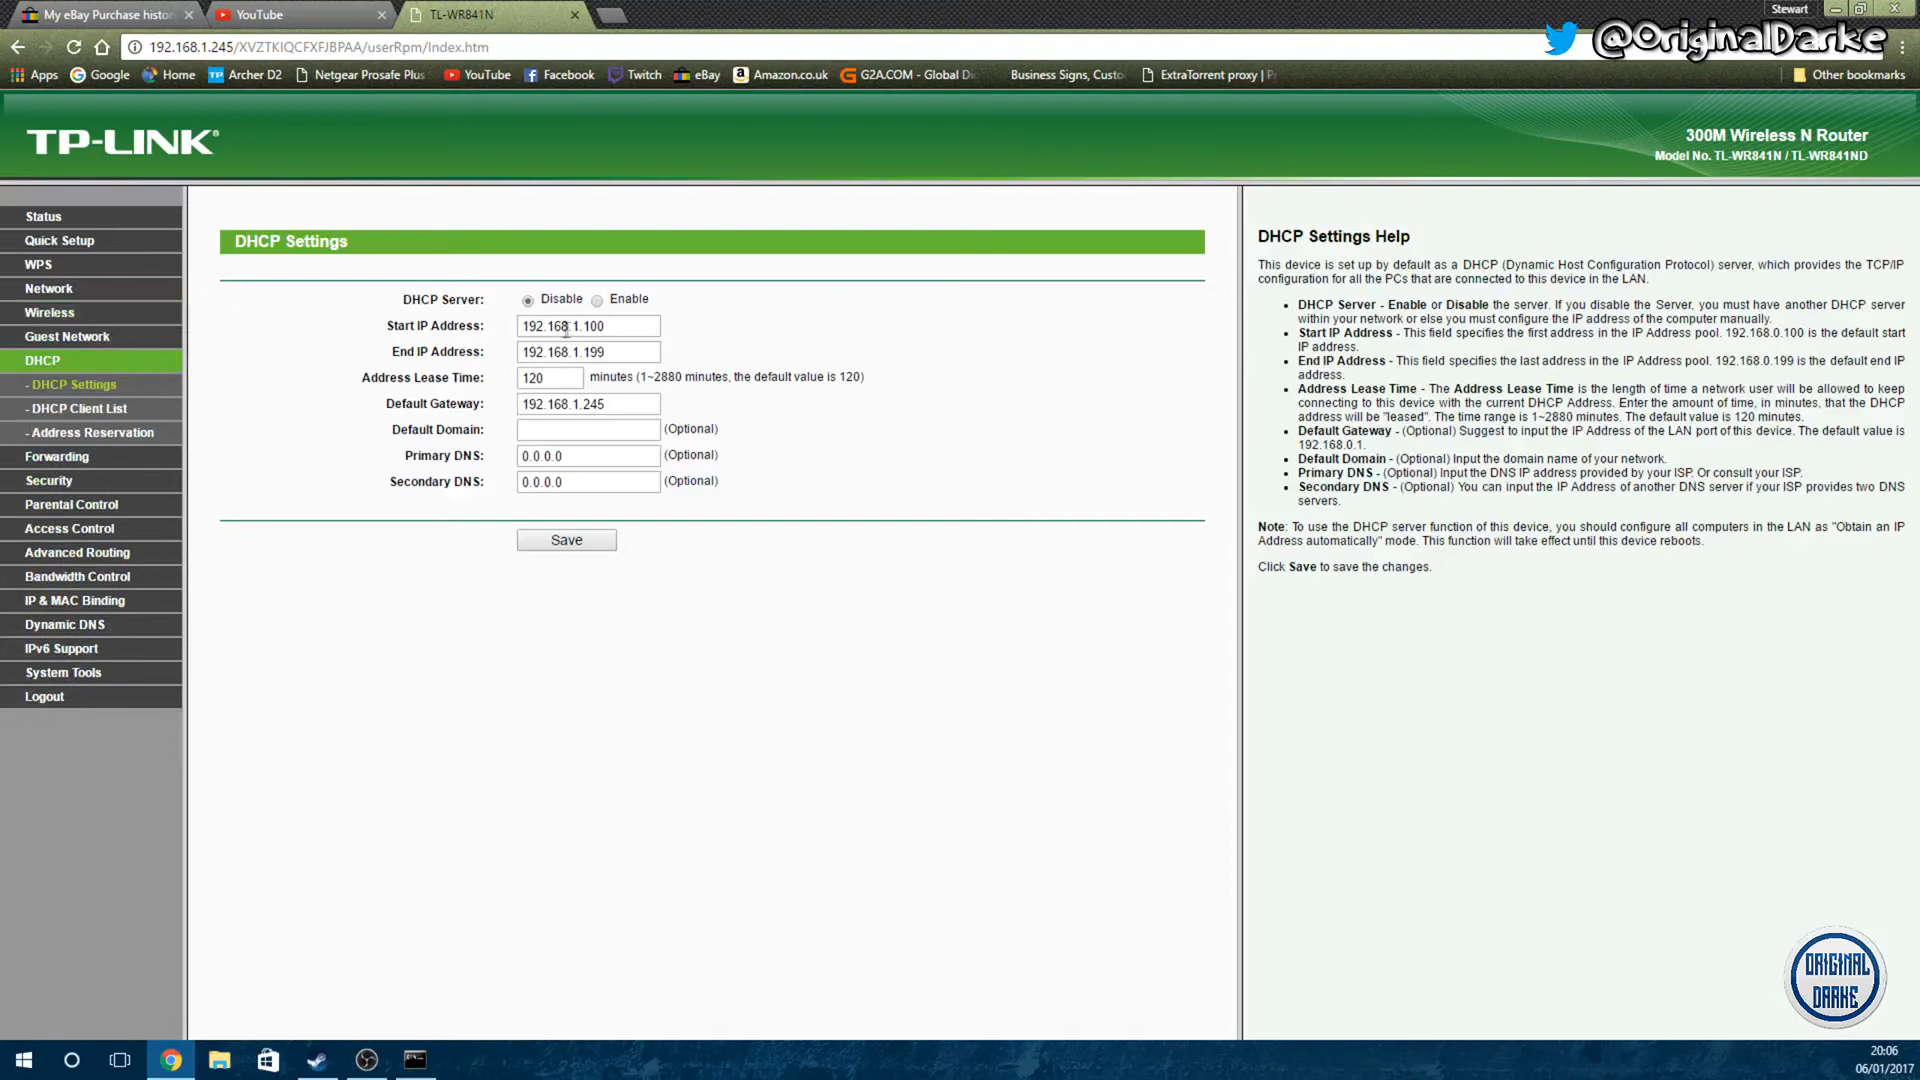 My eBay Purchase histor
YouTube
TL-WR841N
Stewart
192.168.1.245/XVZTKIQCFXFJBPAA/userRpm/Index.htm
@OriginalDarke
Apps
Google
Home
TP Archer D2
Netgear Prosafe Plus
YouTube
Facebook
Twitch
eBay
Amazon.co.uk
G2A.COM - Global Di
Business Signs, Custo
ExtraTorrent proxy | Pr
Other bookmarks
TP-LINK®
300M Wireless N Router
Model No. TL-WR841N / TL-WR841ND
Status
Quick Setup
WPS
Network
Wireless
Guest Network
DHCP
- DHCP Settings
- DHCP Client List
- Address Reservation
Forwarding
Security
Parental Control
Access Control
Advanced Routing
Bandwidth Control
IP & MAC Binding
Dynamic DNS
IPv6 Support
System Tools
Logout
DHCP Settings
DHCP Server: Disable Enable
Start IP Address: 192.168.1.100
End IP Address: 192.168.1.199
Address Lease Time: 120 minutes (1~2880 minutes, the default value is 120)
Default Gateway: 192.168.1.245
Default Domain: (Optional)
Primary DNS: 0.0.0.0 (Optional)
Secondary DNS: 0.0.0.0 (Optional)
Save
DHCP Settings Help
This device is set up by default as a DHCP (Dynamic Host Configuration Protocol) server, which provides the TCP/IP
configuration for all the PCs that are connected to this device in the LAN.
• DHCP Server - Enable or Disable the server. If you disable the Server, you must have another DHCP server
within your network or else you must configure the IP address of the computer manually.
• Start IP Address - This field specifies the first address in the IP Address pool. 192.168.0.100 is the default start
IP address.
• End IP Address - This field specifies the last address in the IP Address pool. 192.168.0.199 is the default end IP
address.
• Address Lease Time - The Address Lease Time is the length of time a network user will be allowed to keep
connecting to this device with the current DHCP Address. Enter the amount of time, in minutes, that the DHCP
address will be "leased". The time range is 1~2880 minutes. The default value is 120 minutes.
• Default Gateway - (Optional) Suggest to input the IP Address of the LAN port of this device. The default value is
192.168.0.1.
• Default Domain - (Optional) Input the domain name of your network.
• Primary DNS - (Optional) Input the DNS IP address provided by your ISP. Or consult your ISP.
• Secondary DNS - (Optional) You can input the IP Address of another DNS server if your ISP provides two DNS
servers.
Note: To use the DHCP server function of this device, you should configure all computers in the LAN as "Obtain an IP
Address automatically" mode. This function will take effect until this device reboots.
Click Save to save the changes.
ORIGINAL
DARKE
20:06
06/01/2017